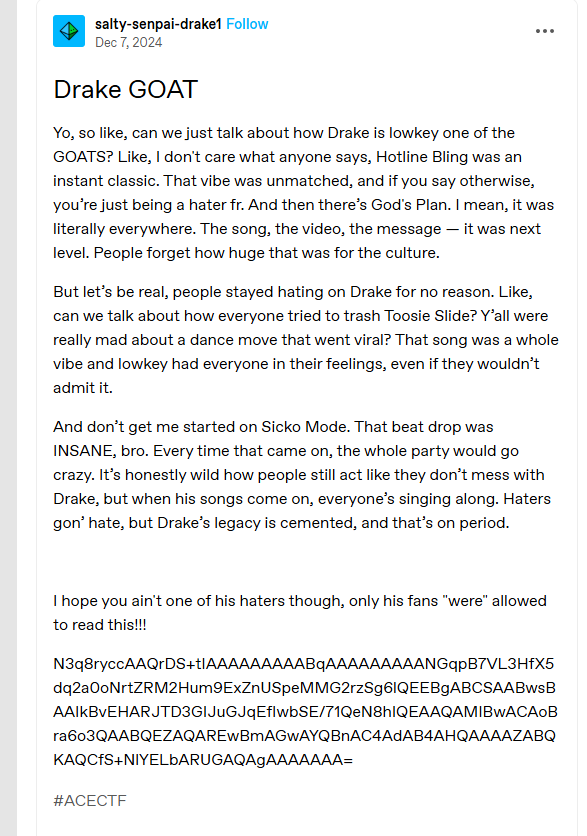 salty-senpai-drake1 Follow
Dec 7, 2024
Drake GOAT
Yo, so like, can we just talk about how Drake is lowkey one of the
GOATS? Like, I don't care what anyone says, Hotline Bling was an
instant classic. That vibe was unmatched, and if you say otherwise,
you’re just being a hater fr. And then there’s God's Plan. I mean, it was
literally everywhere. The song, the video, the message — it was next
level. People forget how huge that was for the culture.
But let’s be real, people stayed hating on Drake for no reason. Like,
can we talk about how everyone tried to trash Toosie Slide? Y’all were
really mad about a dance move that went viral? That song was a whole
vibe and lowkey had everyone in their feelings, even if they wouldn’t
admit it.
And don’t get me started on Sicko Mode. That beat drop was
INSANE, bro. Every time that came on, the whole party would go
crazy. It’s honestly wild how people still act like they don’t mess with
Drake, but when his songs come on, everyone’s singing along. Haters
gon’ hate, but Drake’s legacy is cemented, and that’s on period.
I hope you ain't one of his haters though, only his fans "were" allowed
to read this!!!
N3q8ryccAAQrDS+tIAAAAAAAAABqAAAAAAAAANGqpB7VL3HfX5
dq2a0oNrtZRM2Hum9ExZnUSpeMMG2rzSg6IQEEBgABCSAABwsB
AAIkBvEHARJTD3GIJuGJqEfIwbSE/71QeN8hIQEAAQAMIBwACAoB
ra6o3QAABQEZAQAREwBmAGwAYQBnAC4AdAB4AHQAAAAZABQ
KAQCfS+NIYELbARUGAQAgAAAAAAA=
#ACECTF